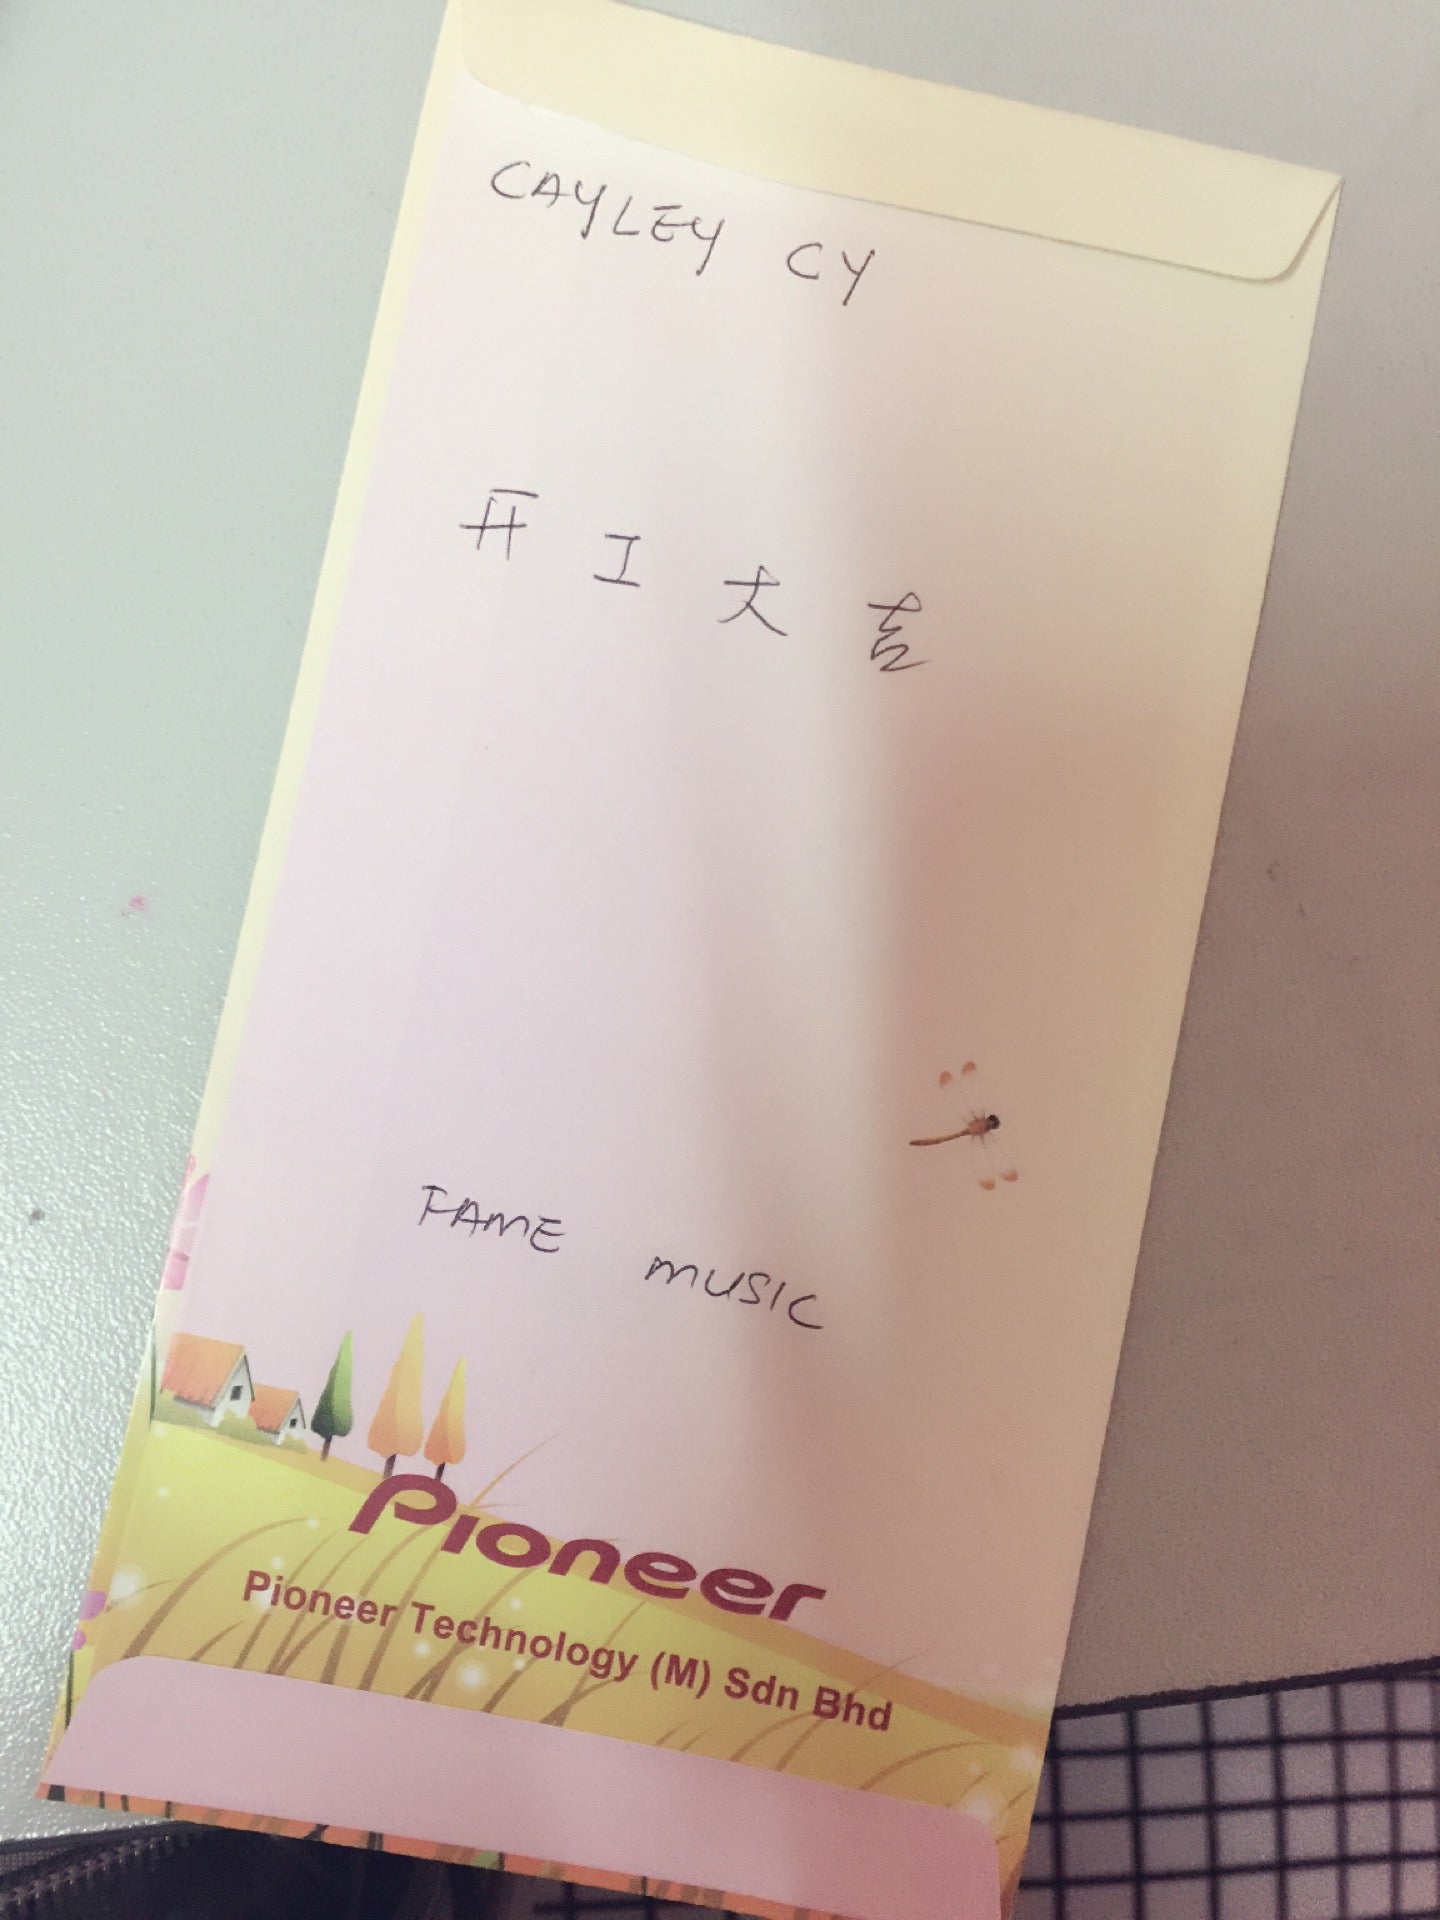 CAYLEY CY
开工大吉
FAME MUSIC
Pioneer
Pioneer Technology (M) Sdn Bhd